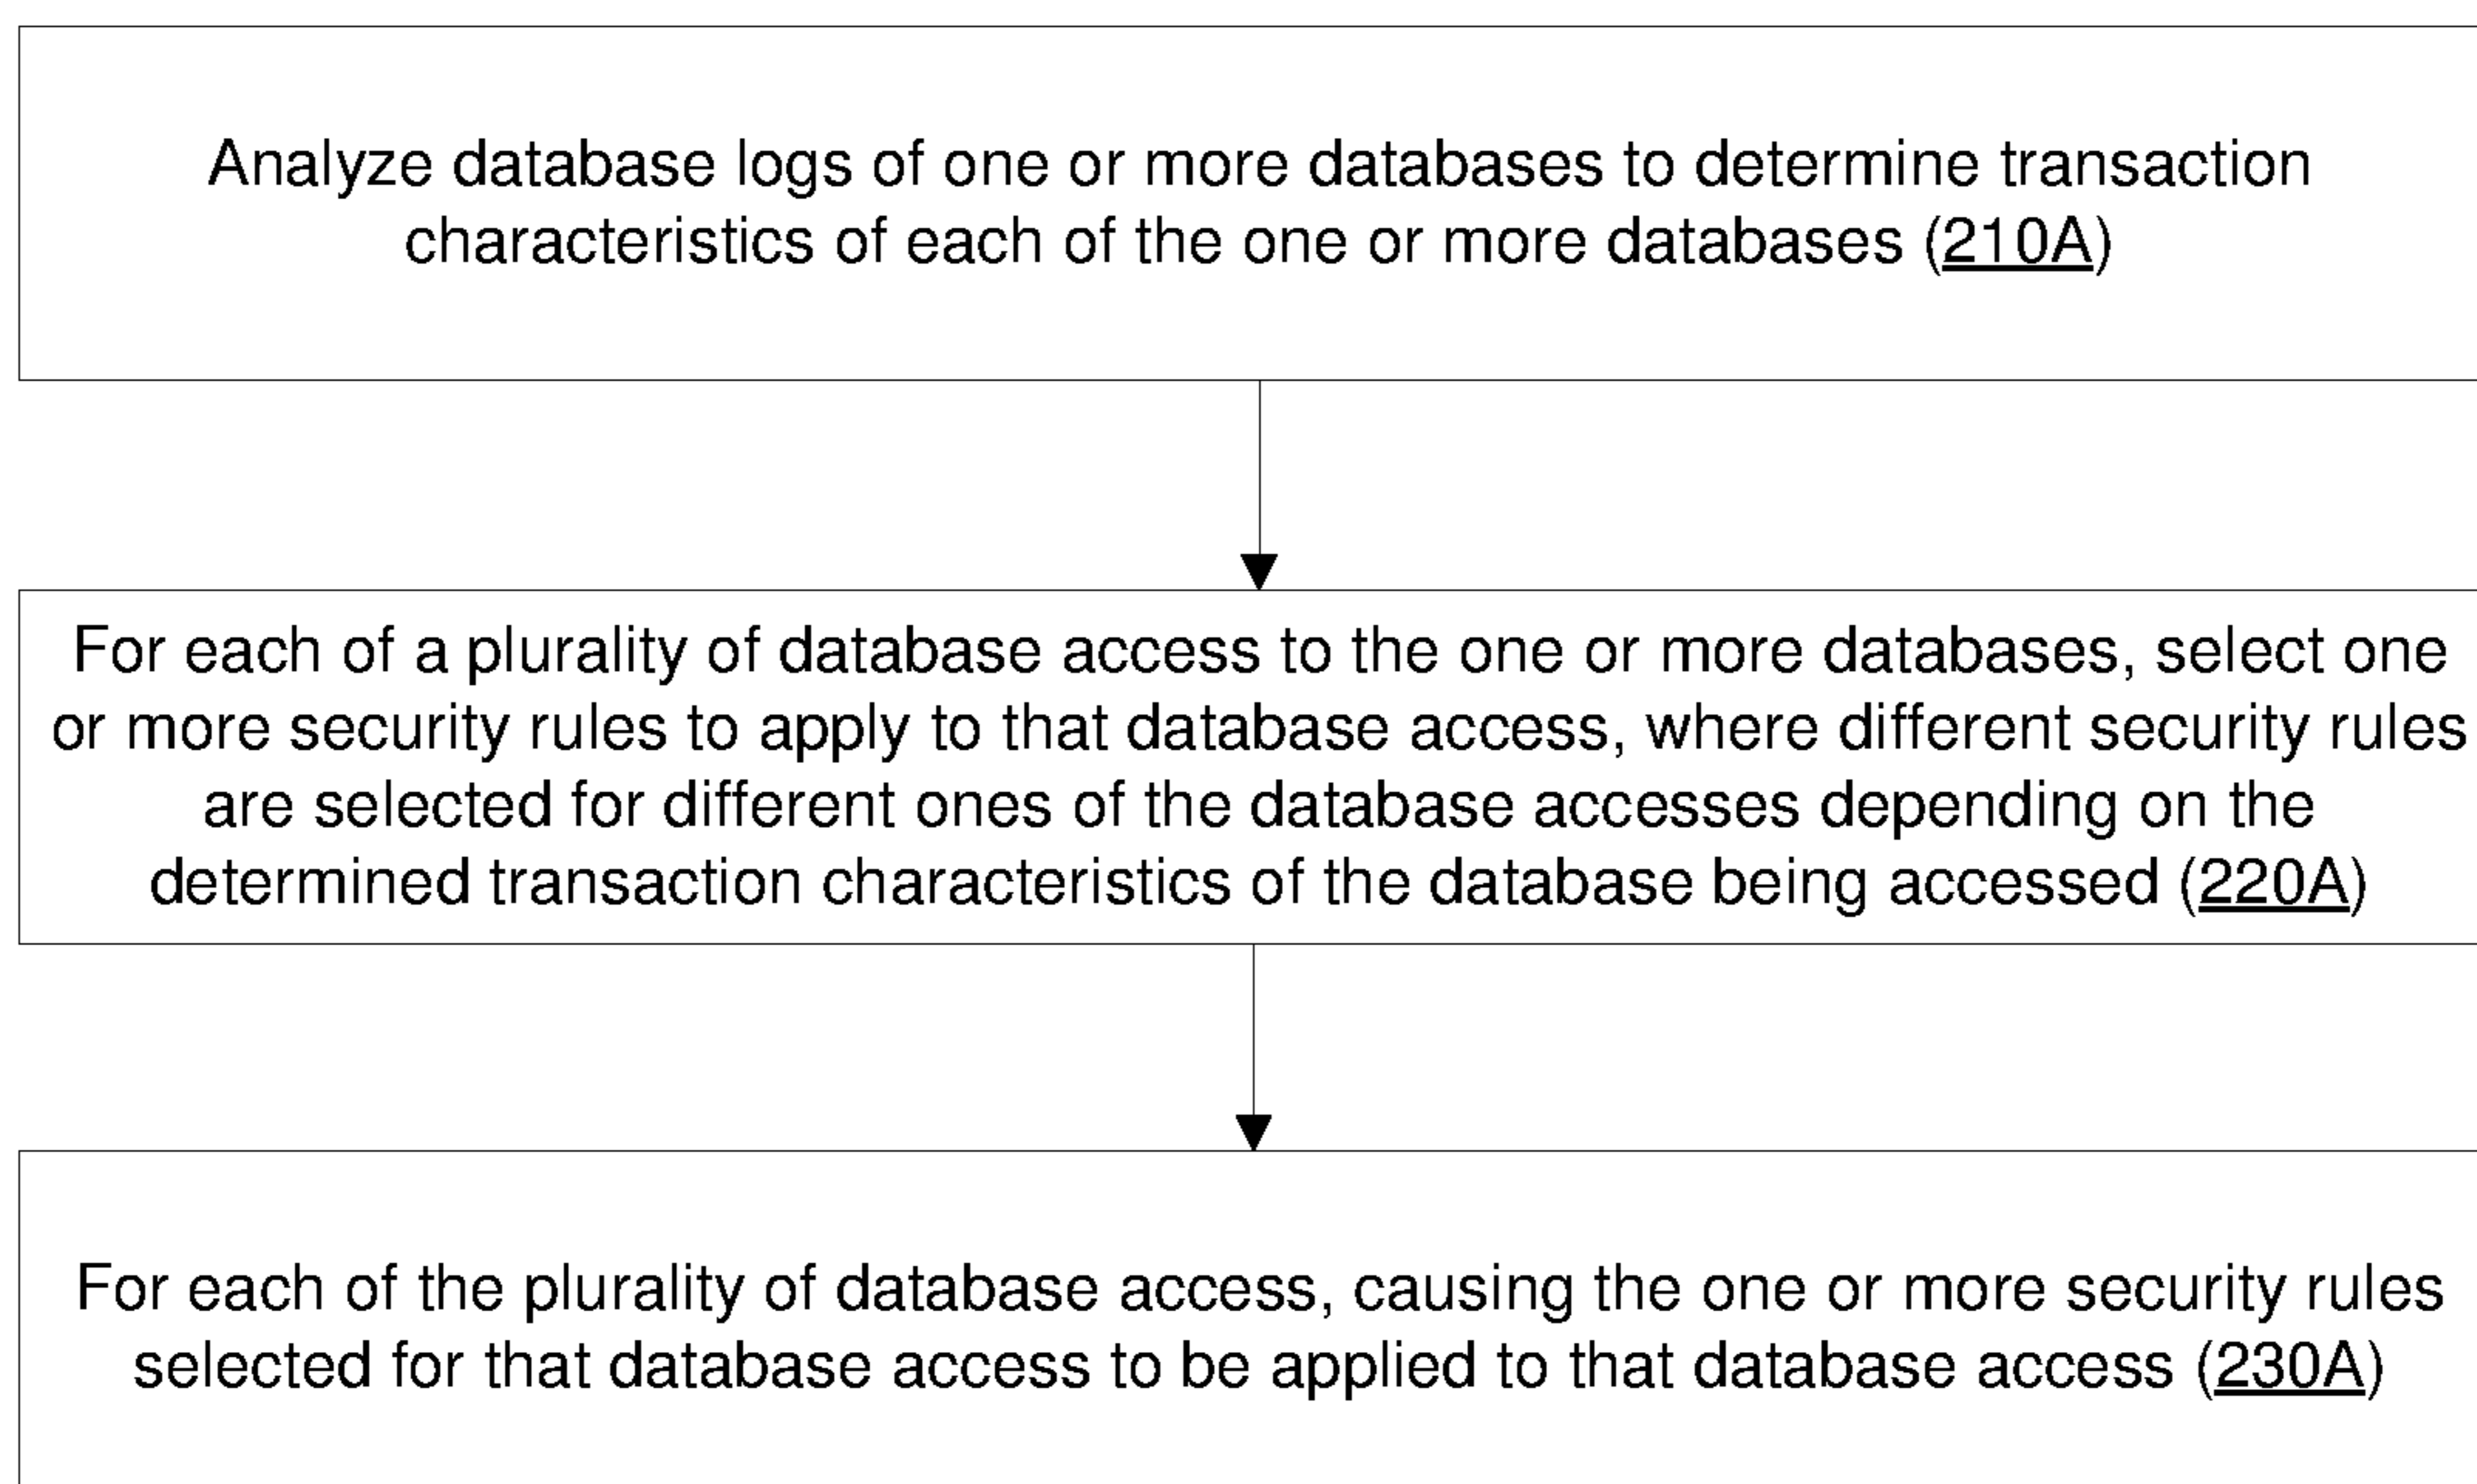 Analyze database logs of one or more databases to determine transaction
characteristics of each of the one or more databases (210A)
For each of a plurality of database access to the one or more databases, select one
or more security rules to apply to that database access, where different security rules
are selected for different ones of the database accesses depending on the
determined transaction characteristics of the database being accessed (220A)
For each of the plurality of database access, causing the one or more security rules
selected for that database access to be applied to that database access (230A)